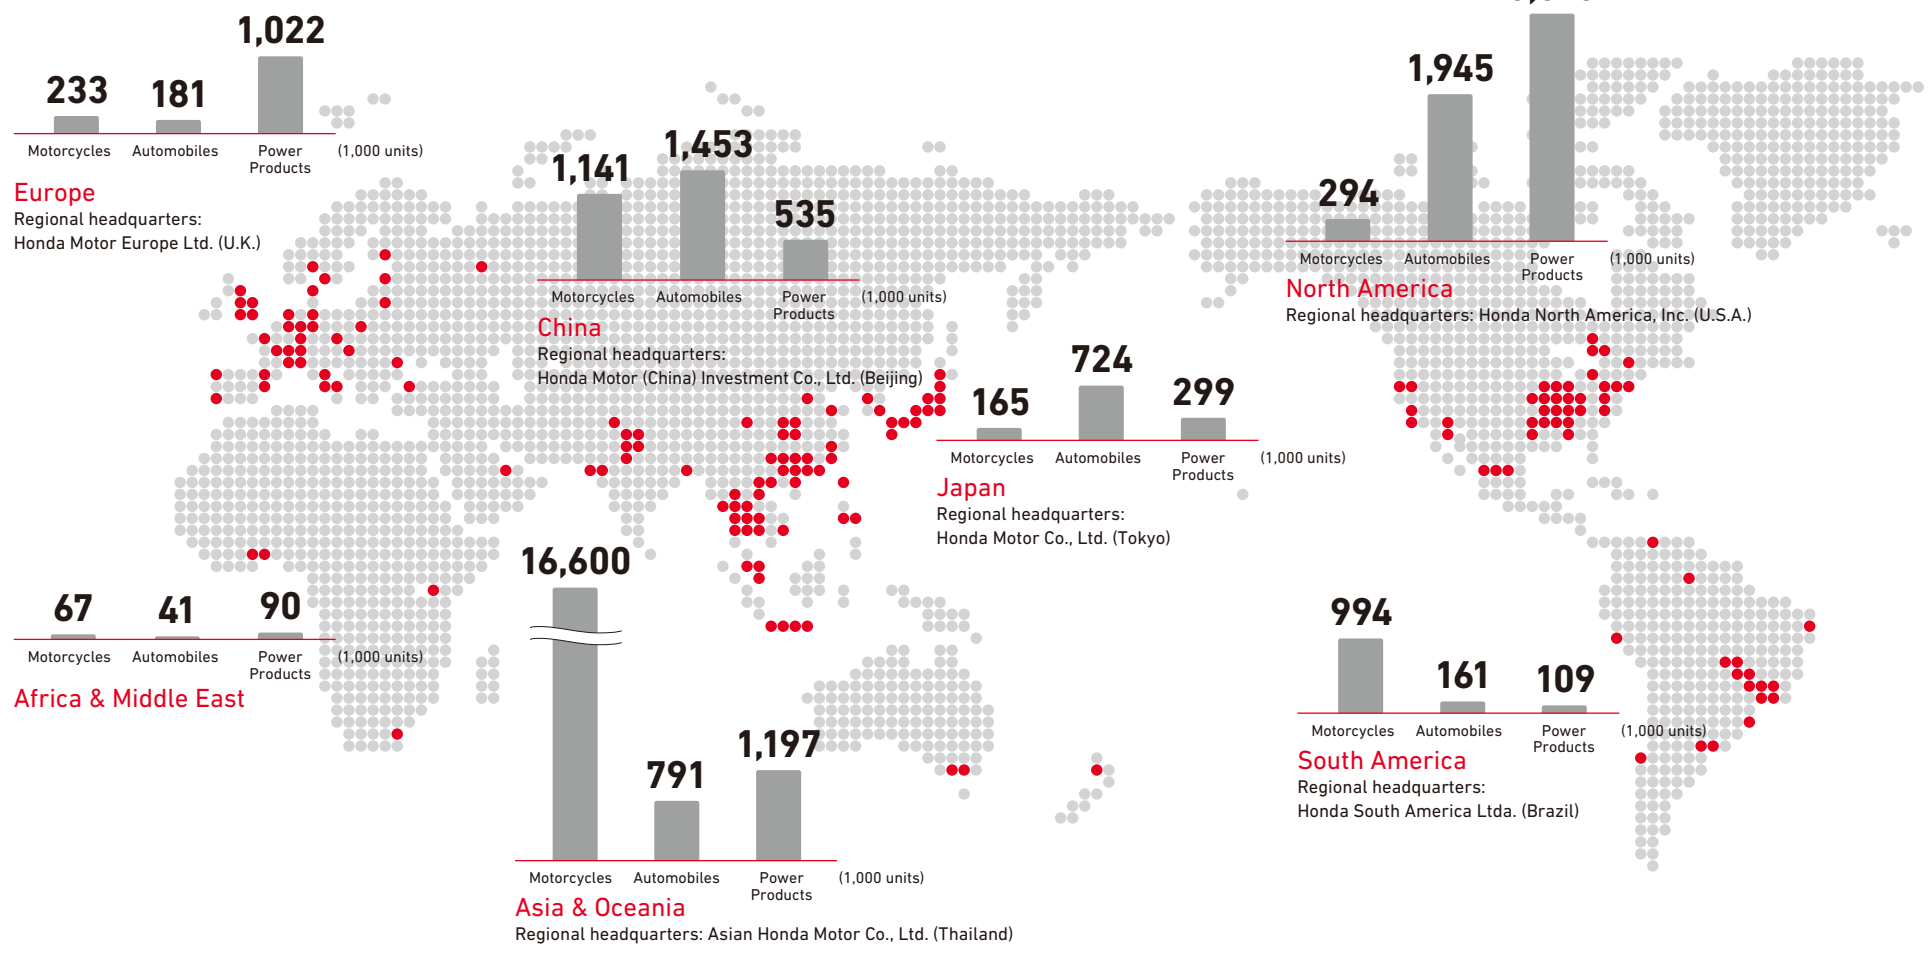 1,022
233
181
Motorcycles
Automobiles
Power
Products
(1,000 units)
Europe
Regional headquarters:
Honda Motor Europe Ltd. (U.K.)
1,141
1,453
535
Motorcycles
Automobiles
Power
Products
(1,000 units)
China
Regional headquarters:
Honda Motor (China) Investment Co., Ltd. (Beijing)
294
1,945
Motorcycles
Automobiles
Power
Products
(1,000 units)
North America
Regional headquarters: Honda North America, Inc. (U.S.A.)
165
724
299
Motorcycles
Automobiles
Power
Products
(1,000 units)
Japan
Regional headquarters:
Honda Motor Co., Ltd. (Tokyo)
67
41
90
Motorcycles
Automobiles
Power
Products
(1,000 units)
Africa & Middle East
16,600
791
1,197
Motorcycles
Automobiles
Power
Products
(1,000 units)
Asia & Oceania
Regional headquarters: Asian Honda Motor Co., Ltd. (Thailand)
994
161
109
Motorcycles
Automobiles
Power
Products
(1,000 units)
South America
Regional headquarters:
Honda South America Ltda. (Brazil)